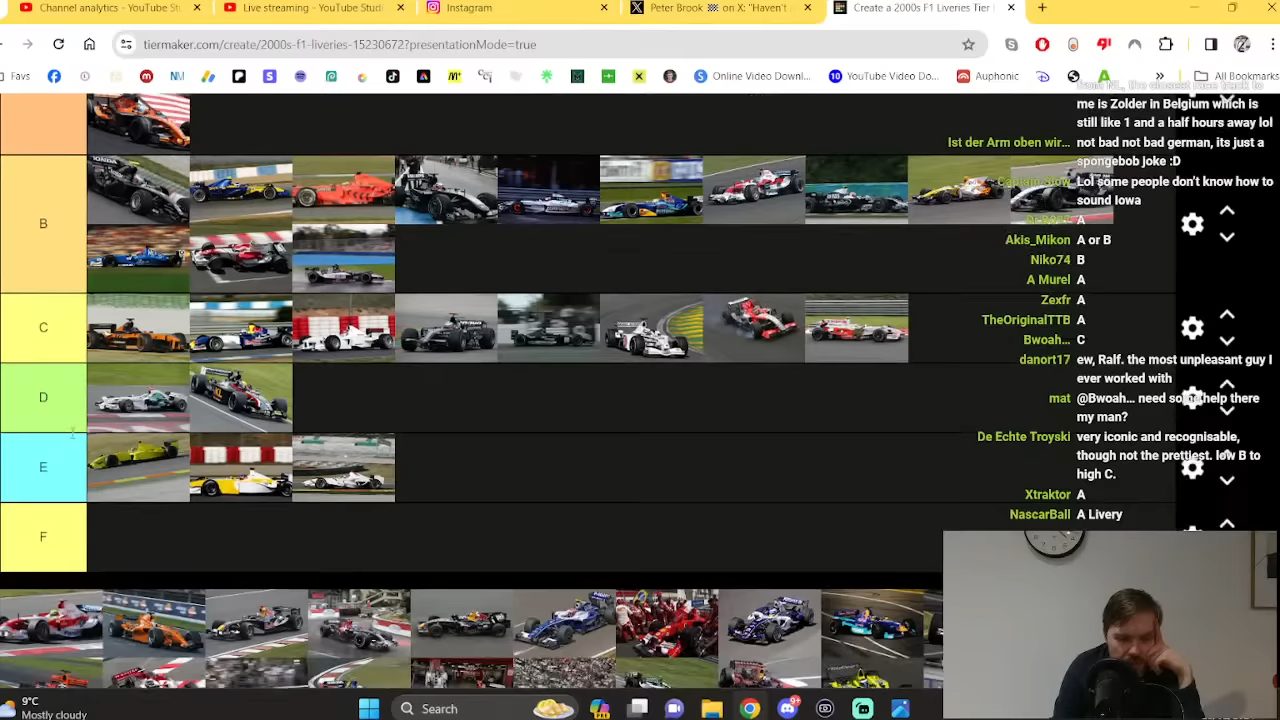 Channel analytics - YouTube St
Live streaming - YouTube Studi
Instagram
Peter Brook 🏁 on X: "Haven't
Create a 2000s F1 Liveries Tier
tiermaker.com/create/2000s-f1-liveries-15230672?presentationMode=true
Favs
Online Video Down...
YouTube Video Do...
Auphonic
»
All Bookmarks
me is Zolder in Belgium which is
still like 1 and a half hours away lol
Ist der Arm oben wir... not bad not bad german, its just a
spongebob joke :D
Captain Slow Lol some people don't know how to
sound lowa
A
Akis_Mikon A or B
Niko74 B
A Murel A
Zexfr A
TheOriginalTTB A
Bwoah... C
danort17 ew, Ralf. the most unpleasant guy I
ever worked with
mat @Bwoah... need some help there
my man?
De Echte Troyski very iconic and recognisable,
though not the prettiest. low B to
high C.
Xtraktor A
NascarBall A Livery
B
C
D
E
F
9°C
Mostly cloudy
Search